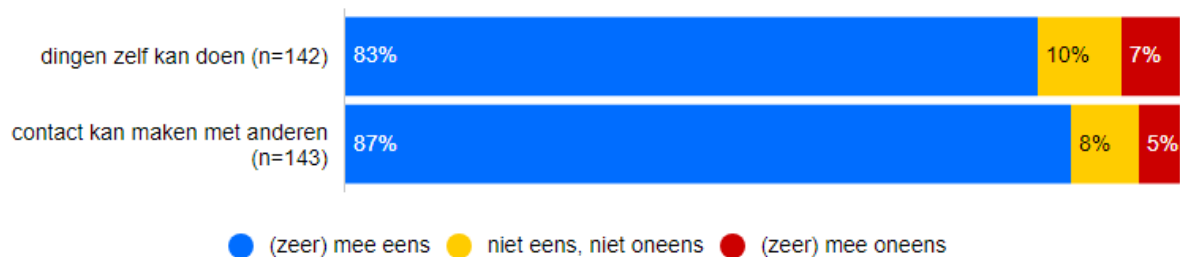 dingen zelf kan doen (n=142) 83% 10% 7%
contact kan maken met anderen
(n=143) 87% 8% 5%
(zeer) mee eens niet eens, niet oneens (zeer) mee oneens